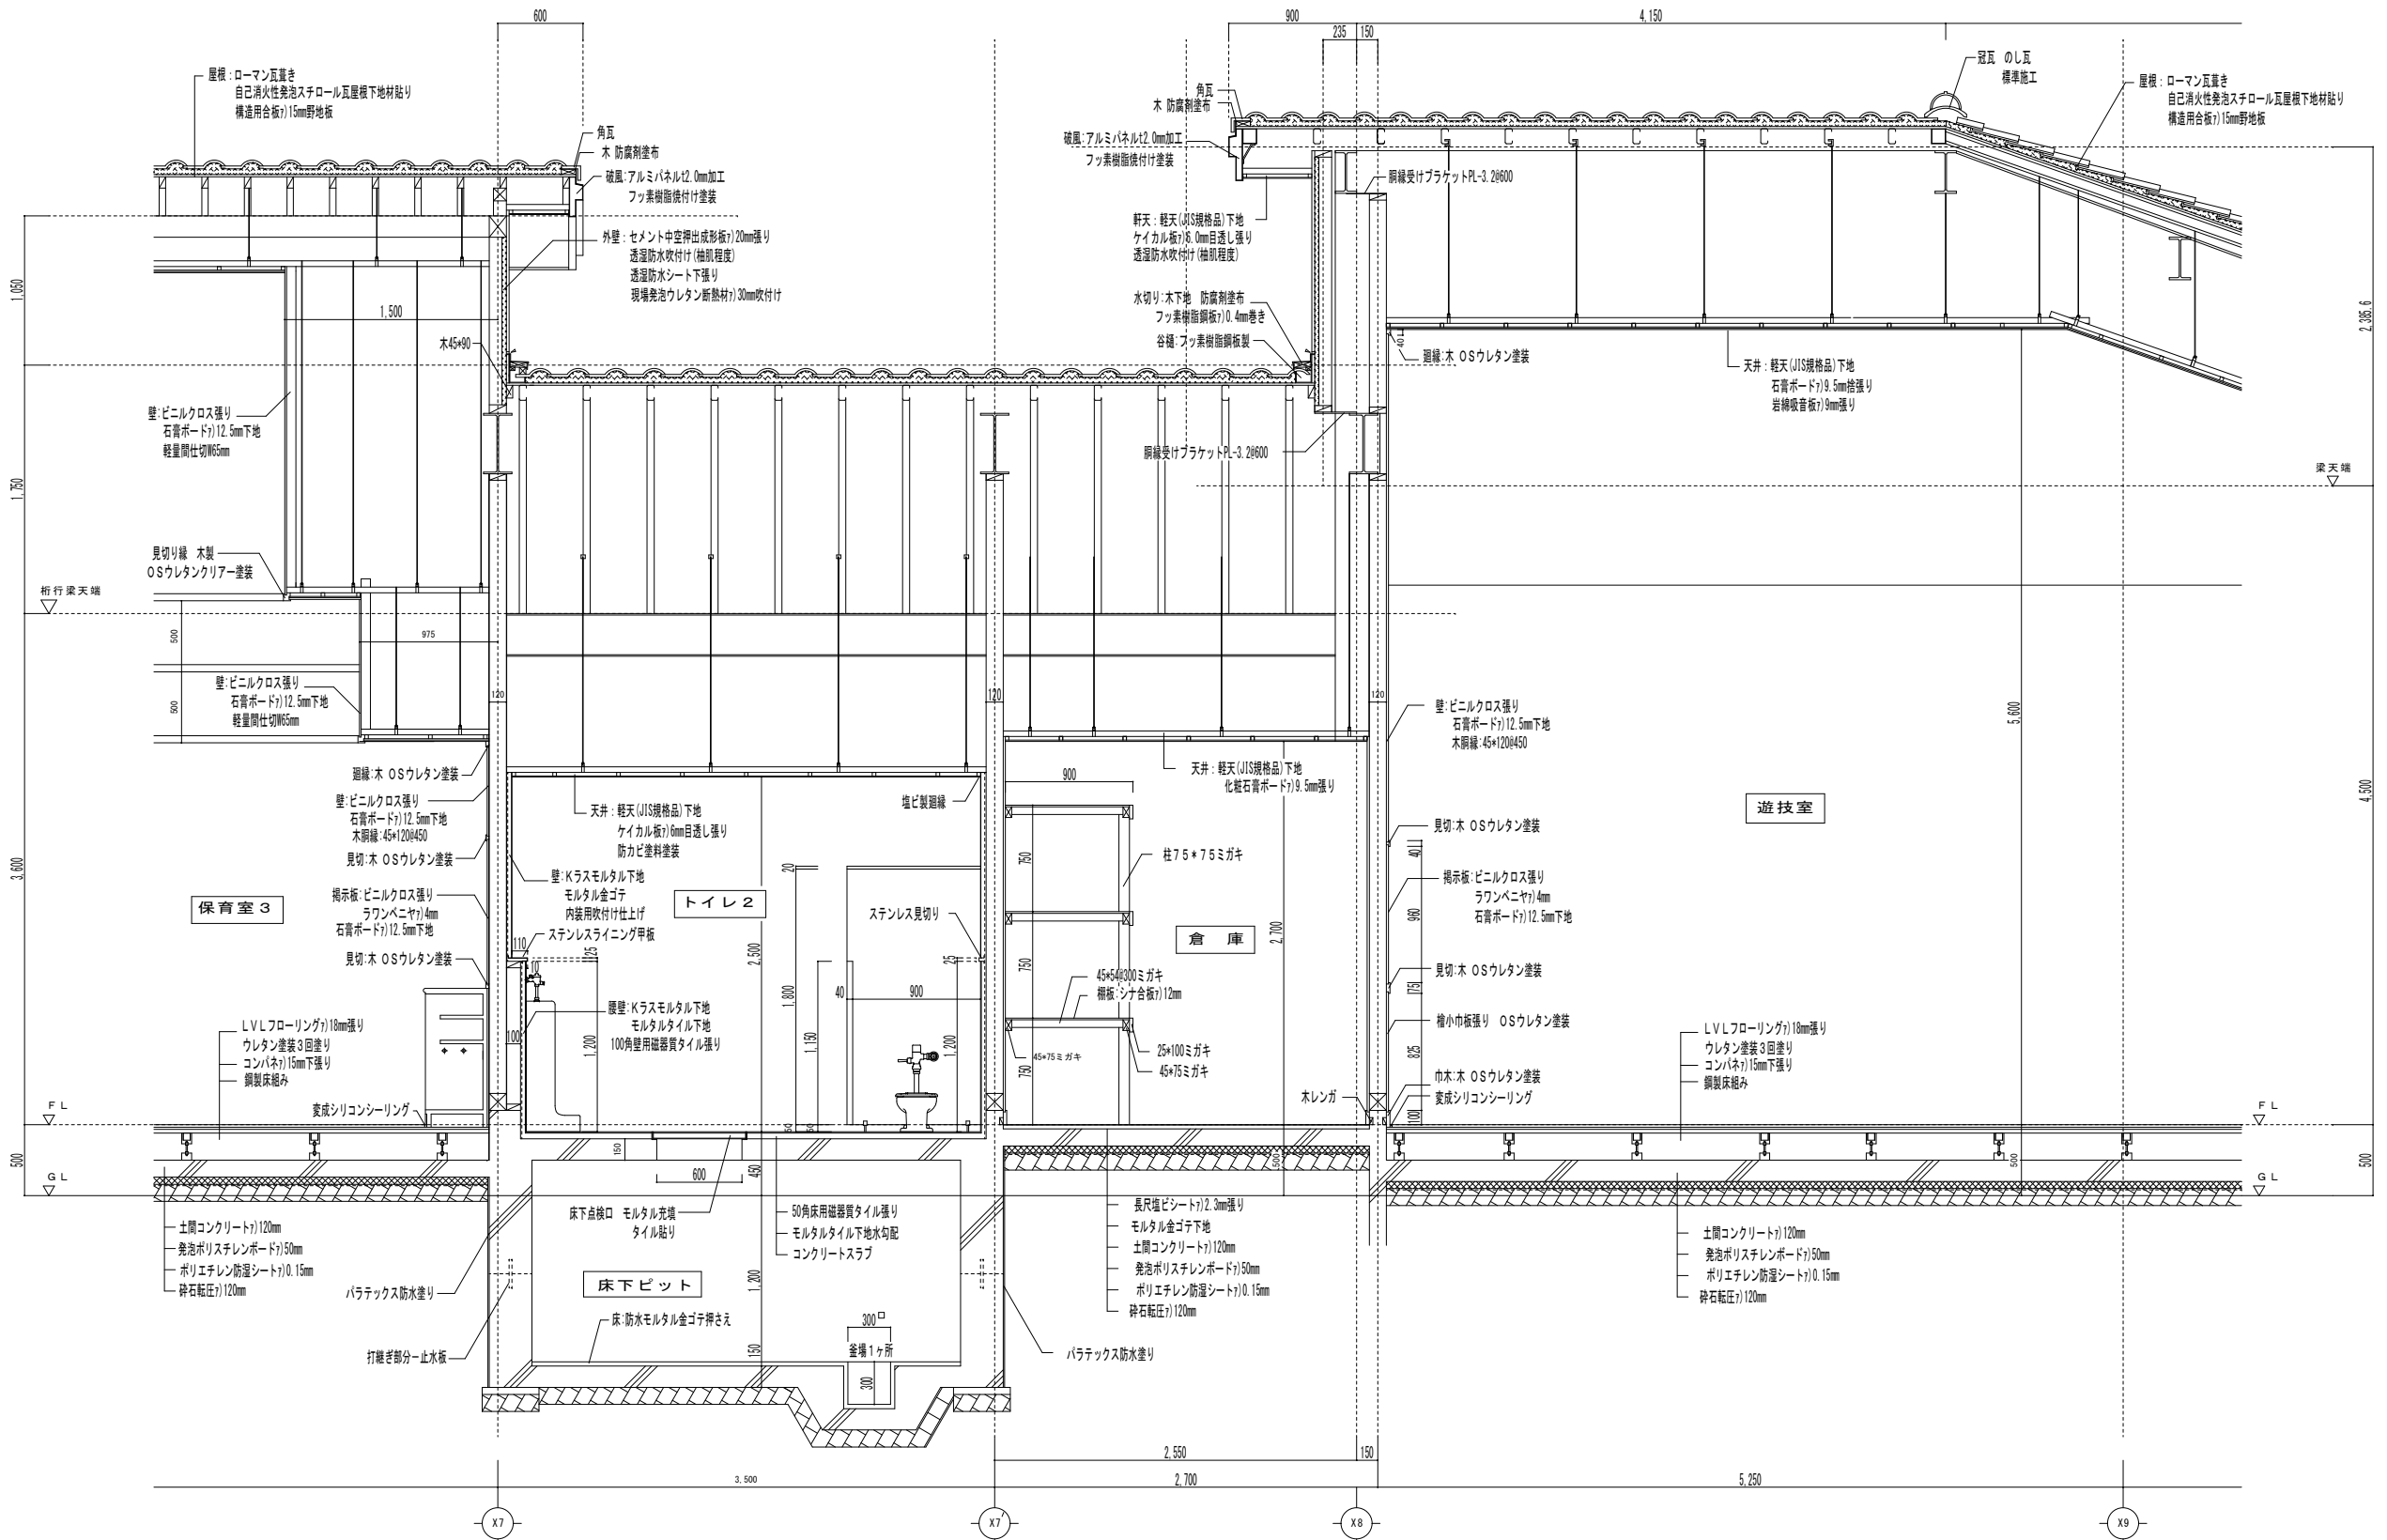 600
900
4,150
235
150
屋根：ローマン瓦葺き
自己消火性発泡スチロール瓦屋根下地材貼り
構造用合板ｱ)15mm野地板
角瓦
木 防腐剤塗布
破風:アルミパネルt2.0mm加工
フッ素樹脂焼付け塗装
外壁：セメント中空押出成形板ｱ)20mm張り
透湿防水吹付け(柚肌程度)
透湿防水シート下張り
現場発泡ウレタン断熱材ｱ)30mm吹付け
角瓦
木 防腐剤塗布
破風:アルミパネルt2.0mm加工
フッ素樹脂焼付け塗装
軒天：軽天(JIS規格品)下地
ケイカル板ｱ)6.0mm目透し張り
透湿防水吹付け(柚肌程度)
水切り:木下地 防腐剤塗布
フッ素樹脂鋼板ｱ)0.4mm巻き
谷樋:フッ素樹脂鋼板製
胴縁受けブラケットPL-3.2@600
胴縁受けブラケットPL-3.2@600
冠瓦 のし瓦
標準施工
屋根：ローマン瓦葺き
自己消火性発泡スチロール瓦屋根下地材貼り
構造用合板ｱ)15mm野地板
40
廻縁:木 OSウレタン塗装
天井：軽天(JIS規格品)下地
石膏ボードｱ)9.5mm捨張り
岩綿吸音板ｱ)9mm張り
1,050
1,750
3,600
500
1,500
木45*90
壁:ビニルクロス張り
石膏ボードｱ)12.5mm下地
軽量間仕切W65mm
見切り縁 木製
OSウレタンクリアー塗装
桁行梁天端
梁天端
2,385.6
4,500
500
500
500
975
120
120
120
壁:ビニルクロス張り
石膏ボードｱ)12.5mm下地
軽量間仕切W65mm
廻縁:木 OSウレタン塗装
壁:ビニルクロス張り
石膏ボードｱ)12.5mm下地
木胴縁:45*120@450
見切:木 OSウレタン塗装
掲示板:ビニルクロス張り
ラワンベニヤｱ)4mm
石膏ボードｱ)12.5mm下地
見切:木 OSウレタン塗装
保育室3
LVLフローリングｱ)18mm張り
ウレタン塗装3回塗り
コンパネｱ)15mm下張り
鋼製床組み
変成シリコンシーリング
FL
GL
土間コンクリートｱ)120mm
発泡ポリスチレンボードｱ)50mm
ポリエチレン防湿シートｱ)0.15mm
砕石転圧ｱ)120mm
天井：軽天(JIS規格品)下地
ケイカル板ｱ)6mm目透し張り
防カビ塗料塗装
塩ビ製廻縁
壁:Kラスモルタル下地
モルタル金ゴテ
内装用吹付け仕上げ
トイレ2
ステンレスライニング甲板
ステンレス見切り
腰壁:Kラスモルタル下地
モルタルタイル下地
100角壁用磁器質タイル張り
110
10
25
100
1,200
2,500
20
1,800
1,150
40
900
25
1,200
50
50
150
600
450
床下点検口 モルタル充填
タイル貼り
50角床用磁器質タイル張り
モルタルタイル下地水勾配
コンクリートスラブ
床下ピット
1,200
150
床:防水モルタル金ゴテ押さえ
300□
釜場1ヶ所
300
パラテックス防水塗り
打継ぎ部分ー止水板
パラテックス防水塗り
天井：軽天(JIS規格品)下地
化粧石膏ボードｱ)9.5mm張り
900
750
750
750
柱75*75ミガキ
倉 庫
2,700
45*54@300ミガキ
棚板:シナ合板ｱ)12mm
45*75ミガキ
25*100ミガキ
45*75ミガキ
木レンガ
500
長尺塩ビシートｱ)2.3mm張り
モルタル金ゴテ下地
土間コンクリートｱ)120mm
発泡ポリスチレンボードｱ)50mm
ポリエチレン防湿シートｱ)0.15mm
砕石転圧ｱ)120mm
壁:ビニルクロス張り
石膏ボードｱ)12.5mm下地
木胴縁:45*120@450
見切:木 OSウレタン塗装
掲示板:ビニルクロス張り
ラワンベニヤｱ)4mm
石膏ボードｱ)12.5mm下地
見切:木 OSウレタン塗装
檜小巾板張り OSウレタン塗装
巾木:木 OSウレタン塗装
変成シリコンシーリング
40
960
75
825
100
5,600
遊技室
LVLフローリングｱ)18mm張り
ウレタン塗装3回塗り
コンパネｱ)15mm下張り
鋼製床組み
500
FL
GL
土間コンクリートｱ)120mm
発泡ポリスチレンボードｱ)50mm
ポリエチレン防湿シートｱ)0.15mm
砕石転圧ｱ)120mm
2,550
150
3,500
2,700
5,250
X7
X7'
X8
X9